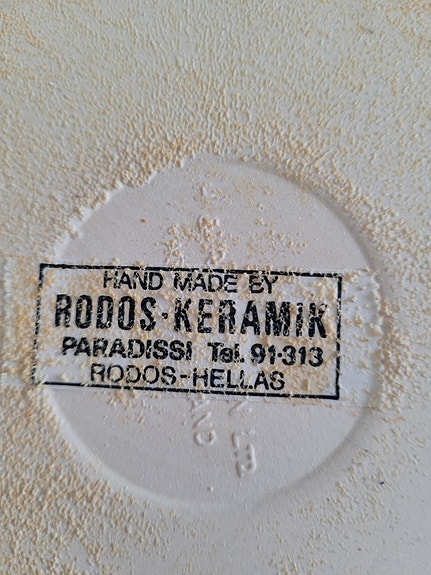 HAND MADE BY
RODOS-KERAMIK
PARADISSI Tel. 91-313
RODOS-HELLAS